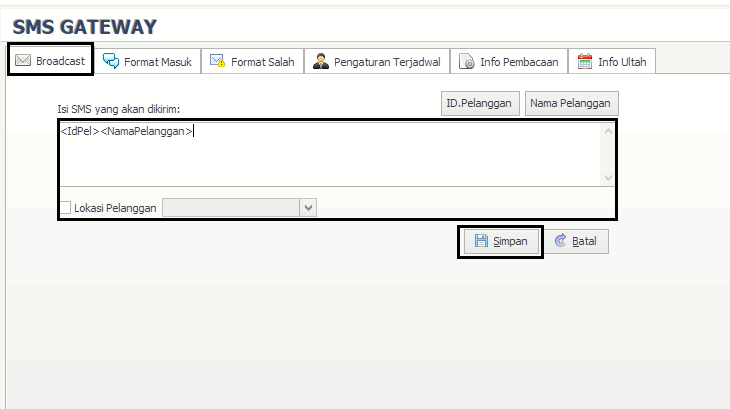 SMS GATEWAY
Broadcast Format Masuk Format Salah Pengaturan Terjadwal Info Pembacaan Info Ultah
Isi SMS yang akan dikirim: ID.Pelanggan Nama Pelanggan
<IdPel><NamaPelanggan>
Lokasi Pelanggan
Simpan Batal